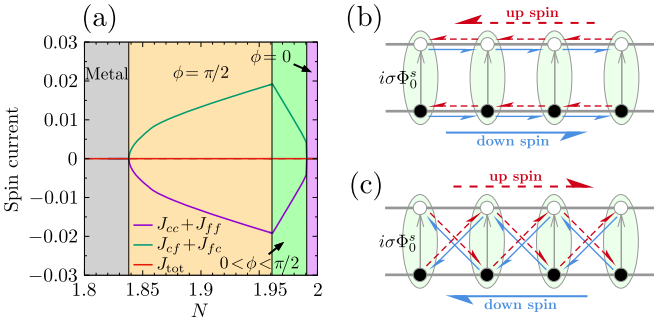 (a)
0.03
0.02
0.01
0
−0.01
−0.02
−0.03
Spin current
Metal
ϕ = π/2
ϕ = 0
J_cc + J_ff
J_cf + J_fc
J_tot
0 < ϕ < π/2
1.8 1.85 1.9 1.95 2
N
(b)
up spin
iσΦ₀ˢ
down spin
(c)
up spin
iσΦ₀ˢ
down spin